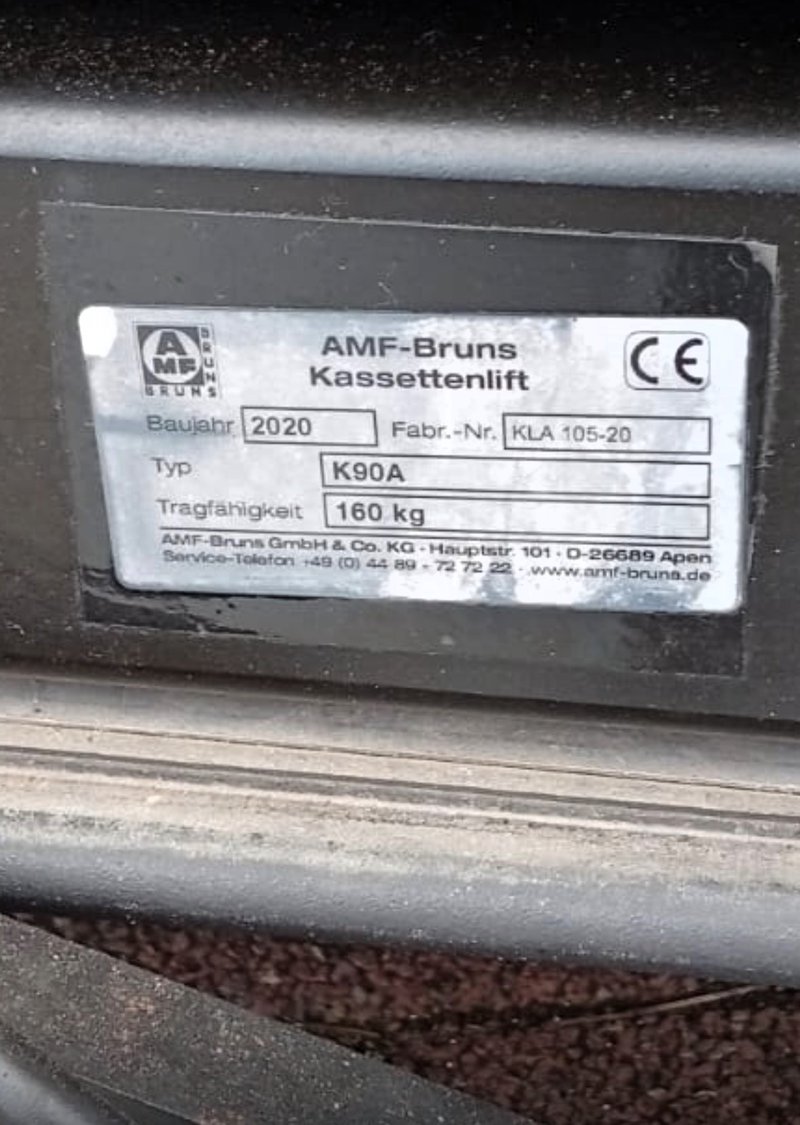 AMF
BRUNS
BRUNS
AMF-Bruns
Kassettenlift
CE
Baujahr 2020 Fabr.-Nr. KLA 105-20
Typ K90A
Tragfähigkeit 160 kg
AMF-Bruns GmbH & Co. KG · Hauptstr. 101 · D-26689 Apen
Service-Telefon +49 (0) 44 89 - 72 72 22 · www.amf-bruns.de